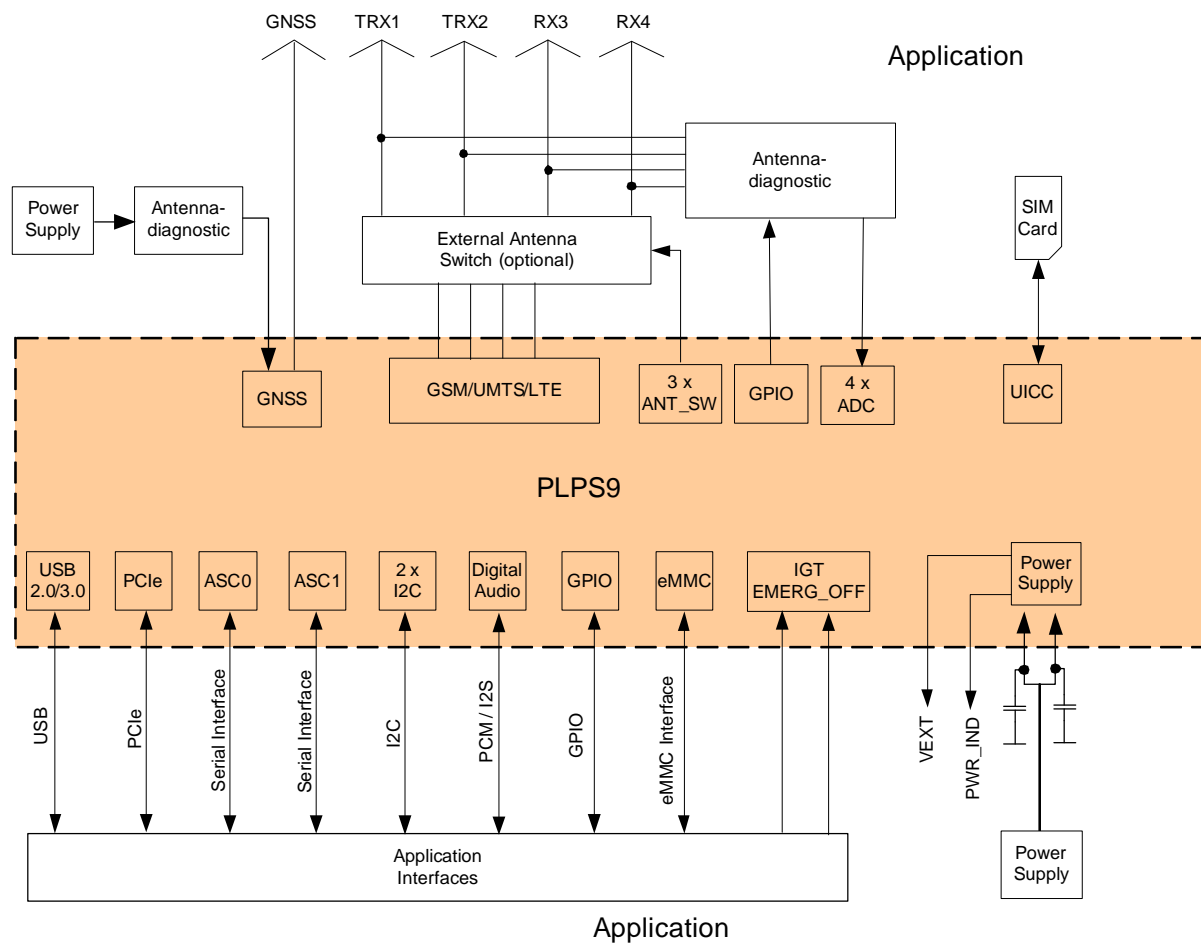 GNSS
TRX1
TRX2
RX3
RX4
Application
Antenna-
diagnostic
Power
Supply
Antenna-
diagnostic
SIM
Card
External Antenna
Switch (optional)
GNSS
GSM/UMTS/LTE
3 x
ANT_SW
GPIO
4 x
ADC
UICC
PLPS9
USB
2.0/3.0
PCIe
ASC0
ASC1
2 x
I2C
Digital
Audio
GPIO
eMMC
IGT
EMERG_OFF
Power
Supply
USB
PCIe
Serial Interface
Serial Interface
I2C
PCM / I2S
GPIO
eMMC Interface
VEXT
PWR_IND
Application
Interfaces
Power
Supply
Application